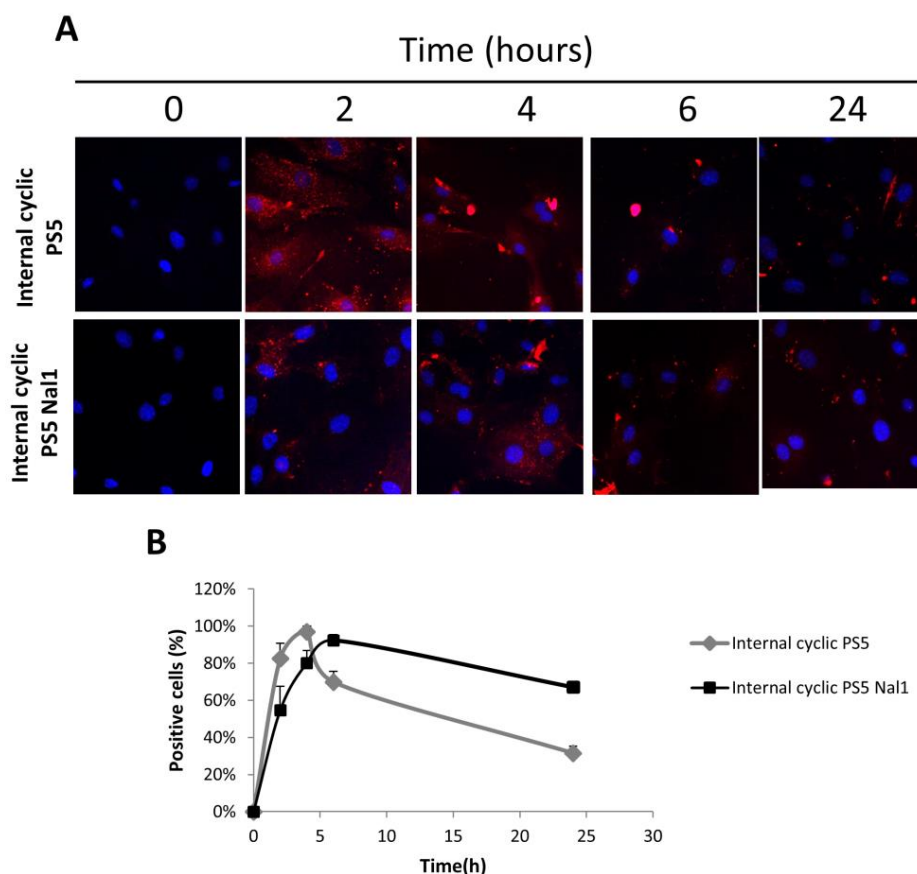 A
Time (hours)
0 2 4 6 24
Internal cyclic
PS5
Internal cyclic
PS5 Nal1
B
120%
100%
80%
60%
40%
20%
0%
Positive cells (%)
0 5 10 15 20 25 30
Time(h)
Internal cyclic PS5
Internal cyclic PS5 Nal1